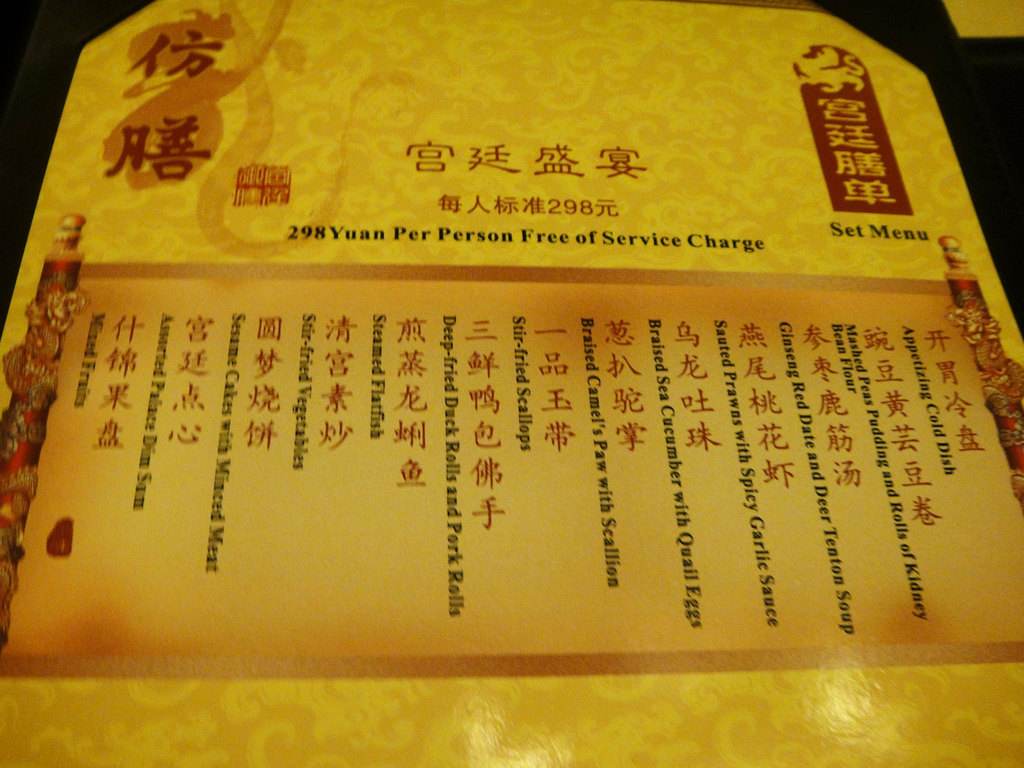 仿膳
宫廷膳单
Set Menu
宫廷盛宴
每人标准298元
298Yuan Per Person Free of Service Charge
开胃冷盘
Appetizing Cold Dish
豌豆黄芸豆卷
Mashed Peas Pudding and Rolls of Kidney
Bean Flour
参枣鹿筋汤
Ginseng Red Date and Deer Tenton Soup
燕尾桃花虾
Sauted Prawns with Spicy Garlic Sauce
乌龙吐珠
Braised Sea Cucumber with Quail Eggs
葱扒驼掌
Braised Camel's Paw with Scallion
一品玉带
Stir-fried Scallops
三鲜鸭包佛手
Deep-fried Duck Rolls and Pork Rolls
煎蒸龙蜊鱼
Steamed Flatfish
清宫素炒
Stir-fried Vegetables
圆梦烧饼
Sesame Cakes with Minced Meat
宫廷点心
Assorted Palace Dim Sum
什锦果盘
Mixed Fruits